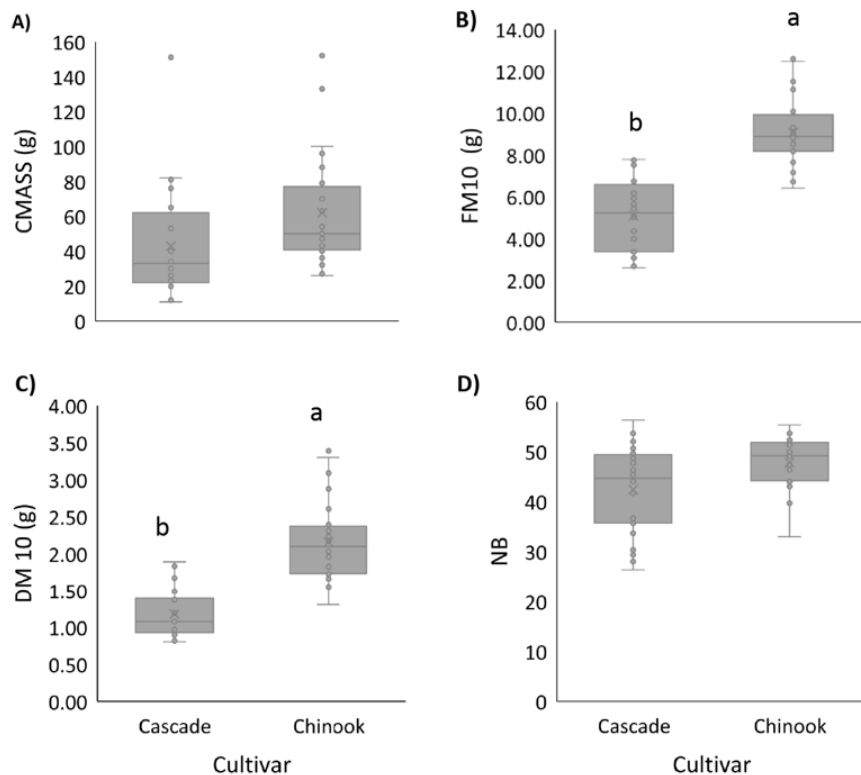 A)
CMASS (g)
160
140
120
100
80
60
40
20
0
B)
FM10 (g)
14.00
12.00
10.00
8.00
6.00
4.00
2.00
0.00
b
a
C)
DM 10 (g)
4.00
3.50
3.00
2.50
2.00
1.50
1.00
0.50
0.00
b
a
Cascade Chinook
Cultivar
D)
NB
60
50
40
30
20
10
0
Cascade Chinook
Cultivar